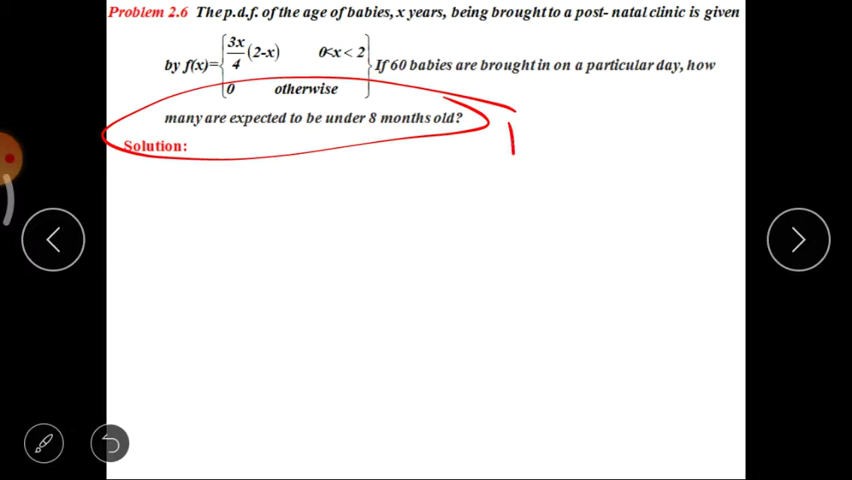 Problem 2.6 The p.d.f. of the age of babies, x years, being brought to a post- natal clinic is given
by f(x)= { 3x/4 (2-x)    0<x < 2
0    otherwise } If 60 babies are brought in on a particular day, how
many are expected to be under 8 months old?
Solution: